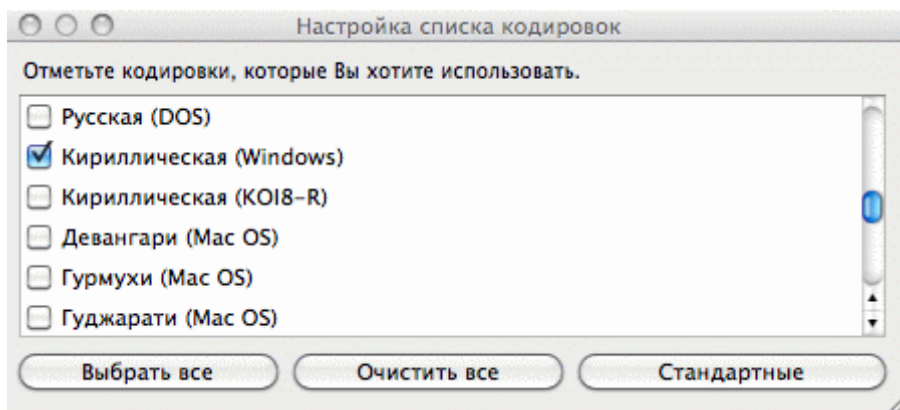 Настройка списка кодировок
Отметьте кодировки, которые Вы хотите использовать.
Русская (DOS)
Кириллическая (Windows)
Кириллическая (KOI8-R)
Девангари (Mac OS)
Гурмухи (Mac OS)
Гуджарати (Mac OS)
Выбрать все Очистить все Стандартные